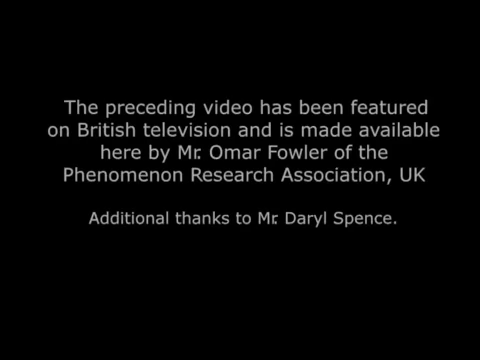 The preceding video has been featured
on British television and is made available
here by Mr. Omar Fowler of the
Phenomenon Research Association, UK
Additional thanks to Mr. Daryl Spence.